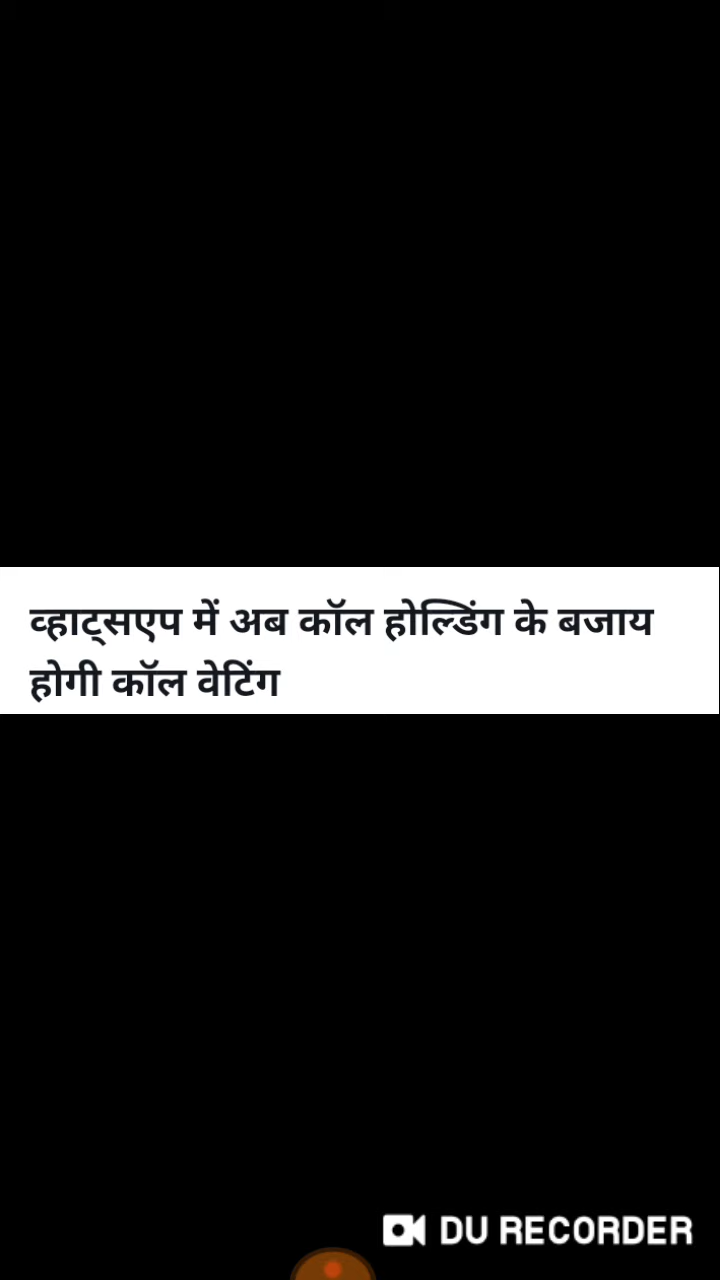 व्हाट्सएप में अब कॉल होल्डिंग के बजाय
होगी कॉल वेटिंग
DU RECORDER